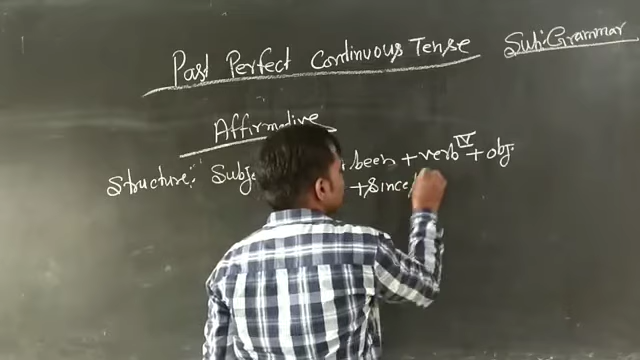 Past Perfect Continuous Tense
Sub:Grammar
Affirmative
Structure: Subj been + verb IV + obj.
+ since/